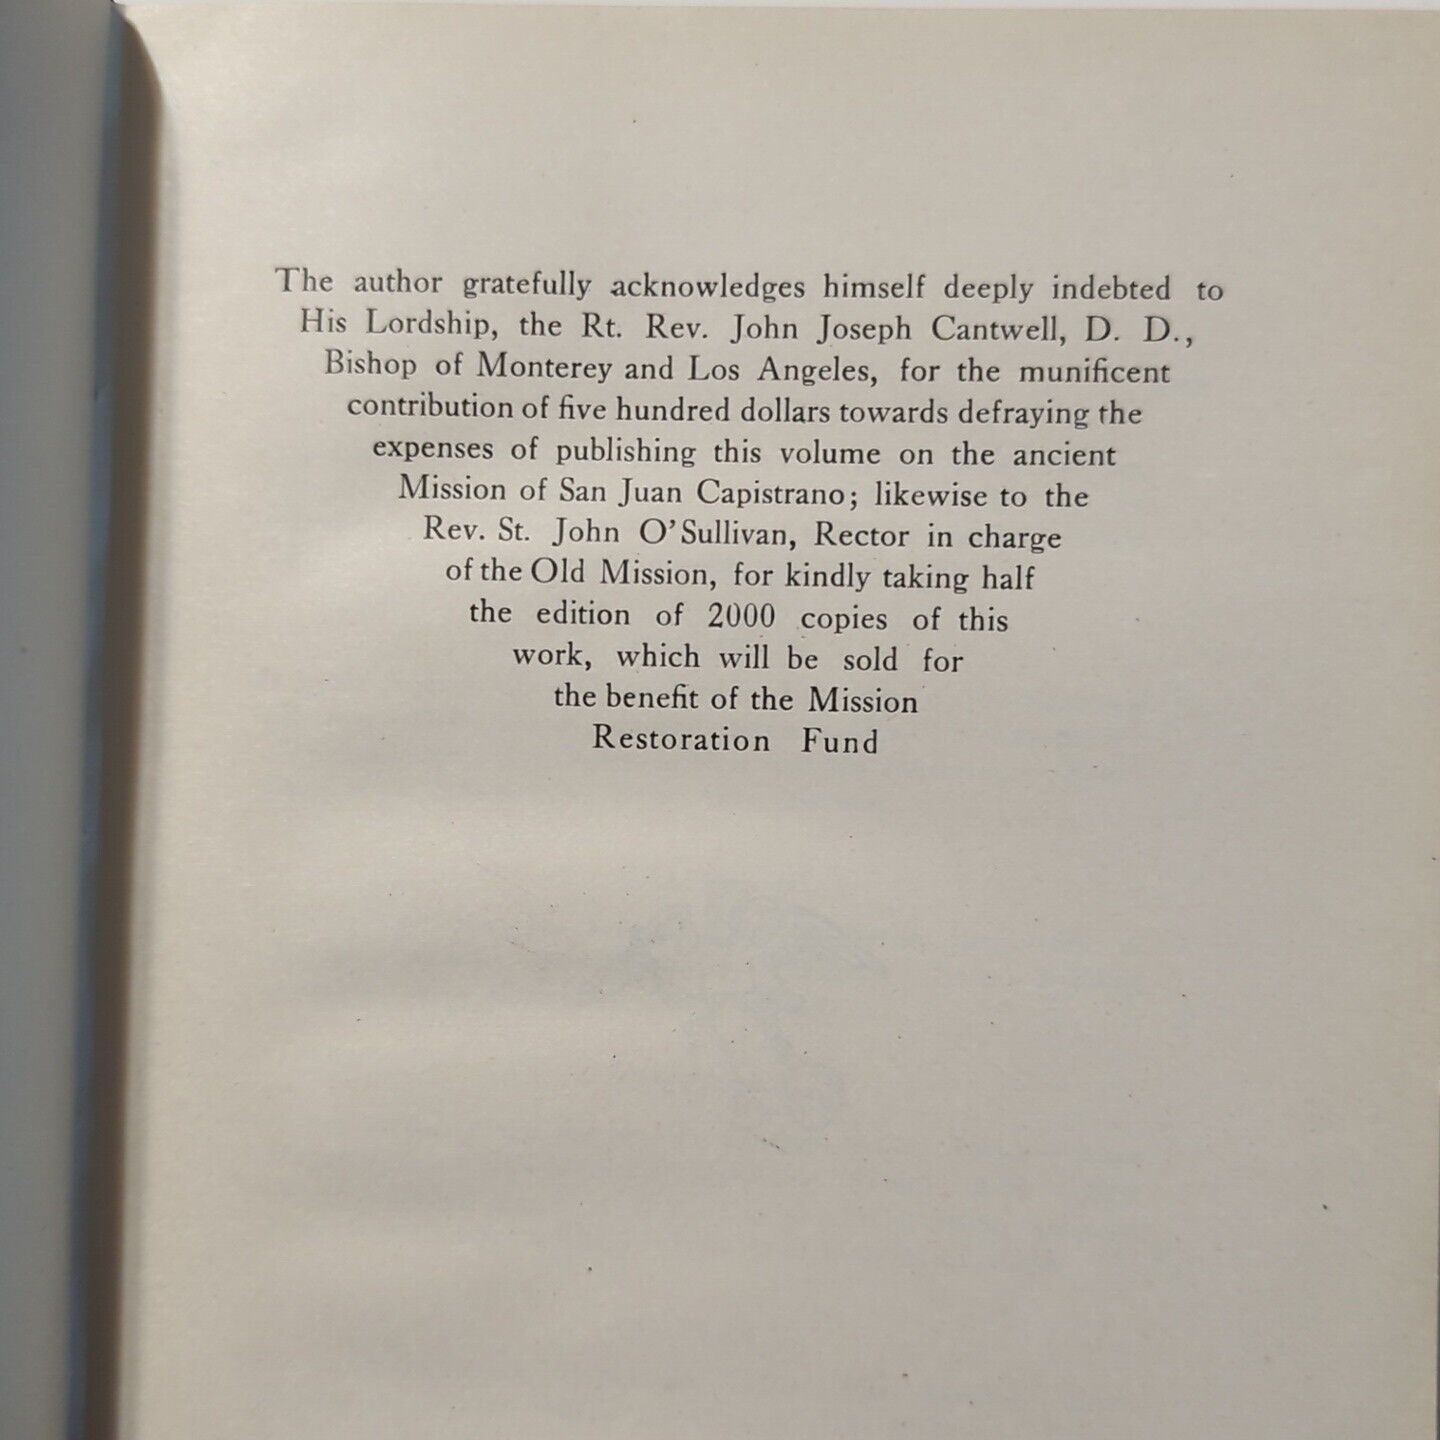 The author gratefully acknowledges himself deeply indebted to
His Lordship, the Rt. Rev. John Joseph Cantwell, D. D.,
Bishop of Monterey and Los Angeles, for the munificent
contribution of five hundred dollars towards defraying the
expenses of publishing this volume on the ancient
Mission of San Juan Capistrano; likewise to the
Rev. St. John O'Sullivan, Rector in charge
of the Old Mission, for kindly taking half
the edition of 2000 copies of this
work, which will be sold for
the benefit of the Mission
Restoration Fund